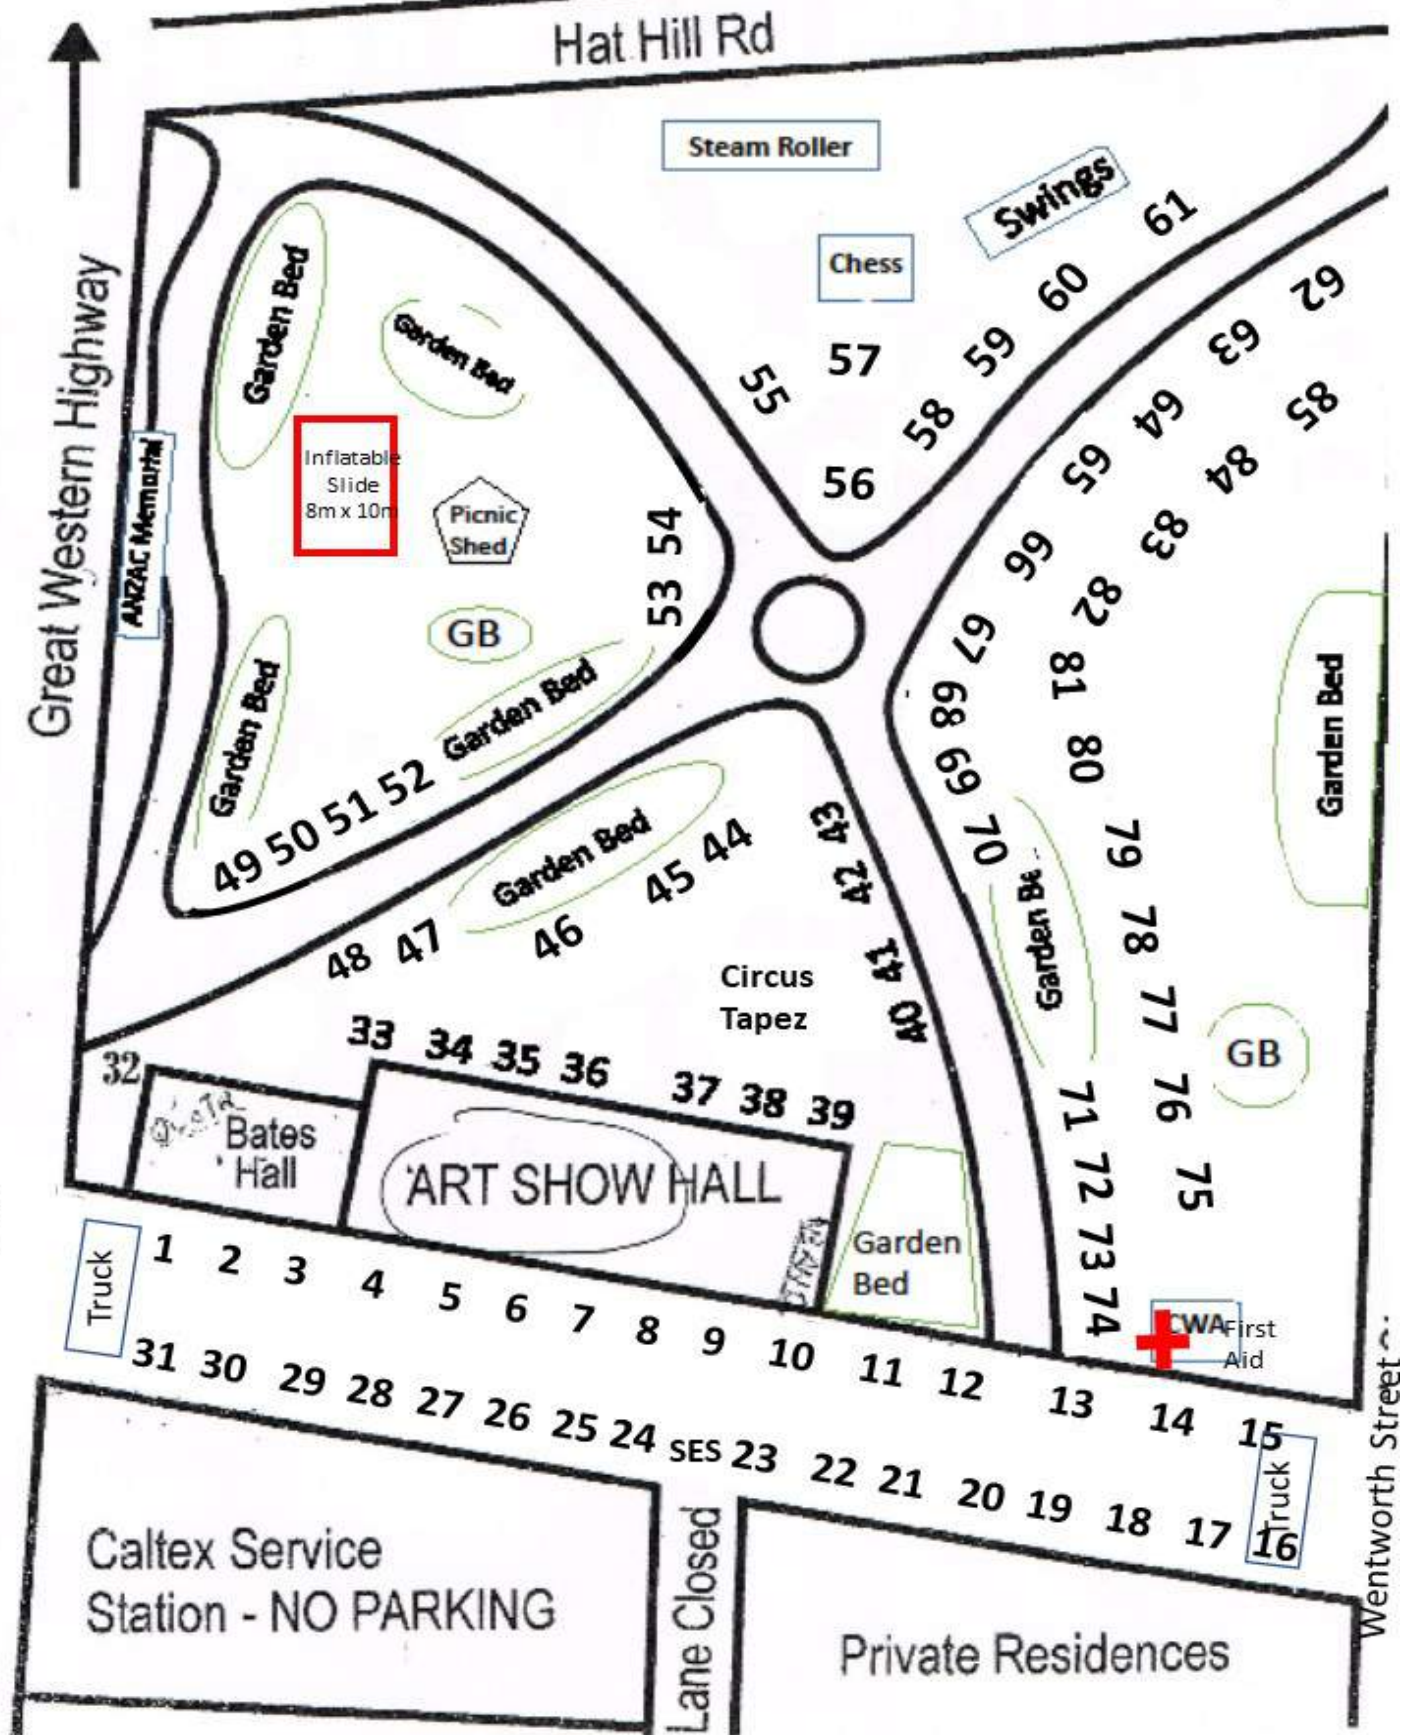 Hat Hill Rd
Steam Roller
Swings
61
Chess
60
62
Great Western Highway
Garden Bed
Garden Bed
57
59
63
55
58
64
85
Inflatable
Slide
8m x 10m
ANZAC Memorial
Picnic
Shed
56
65
84
54
53
66
83
82
GB
67
81
Garden Bed
Garden Bed
68
80
Garden Bed
69
49 50 51 52
Garden Bed
44
45
46
47
48
43
42
41
40
70
79
Garden Be
78
77
76
75
GB
Circus
Tapez
33 34 35 36 37 38 39
32
Bates
Hall
ART SHOW HALL
Garden
Bed
71
72
73
74
CWA
First
Aid
Truck
1 2 3 4 5 6 7 8 9 10 11 12 13 14 15
31 30 29 28 27 26 25 24 SES 23 22 21 20 19 18 17 16
Truck
Wentworth Street
Caltex Service
Station - NO PARKING
Lane Closed
Private Residences